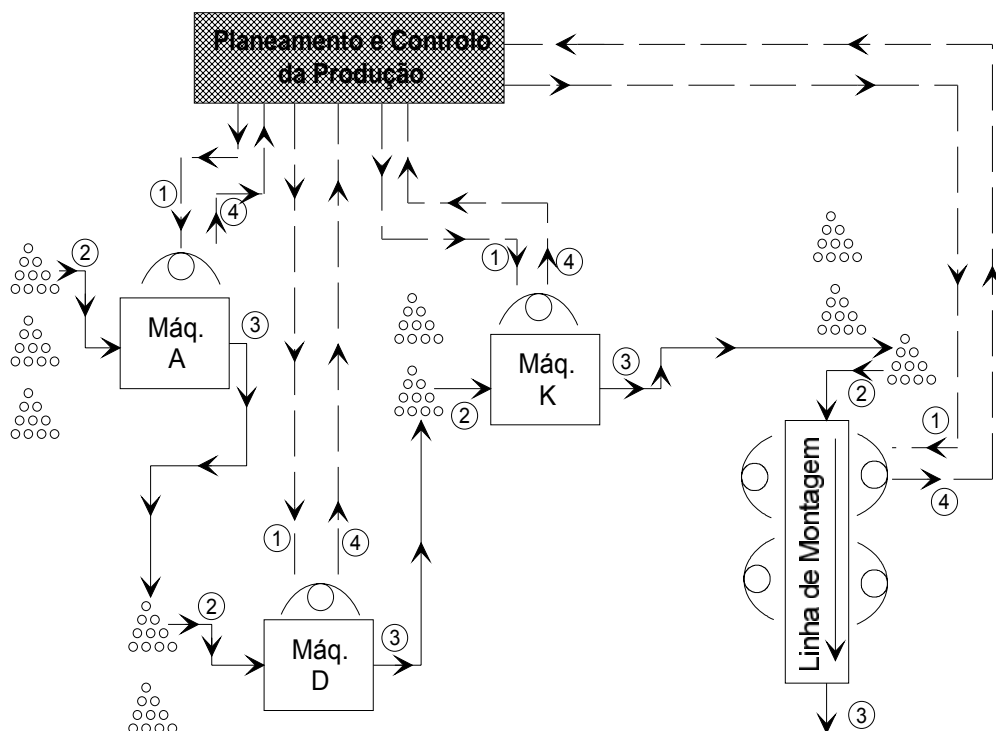 Planeamento e Controlo
da Produção
1
4
2
3
Máq.
A
1
4
2
3
Máq.
K
1
4
2
3
Máq.
D
2
1
4
Linha de Montagem
3